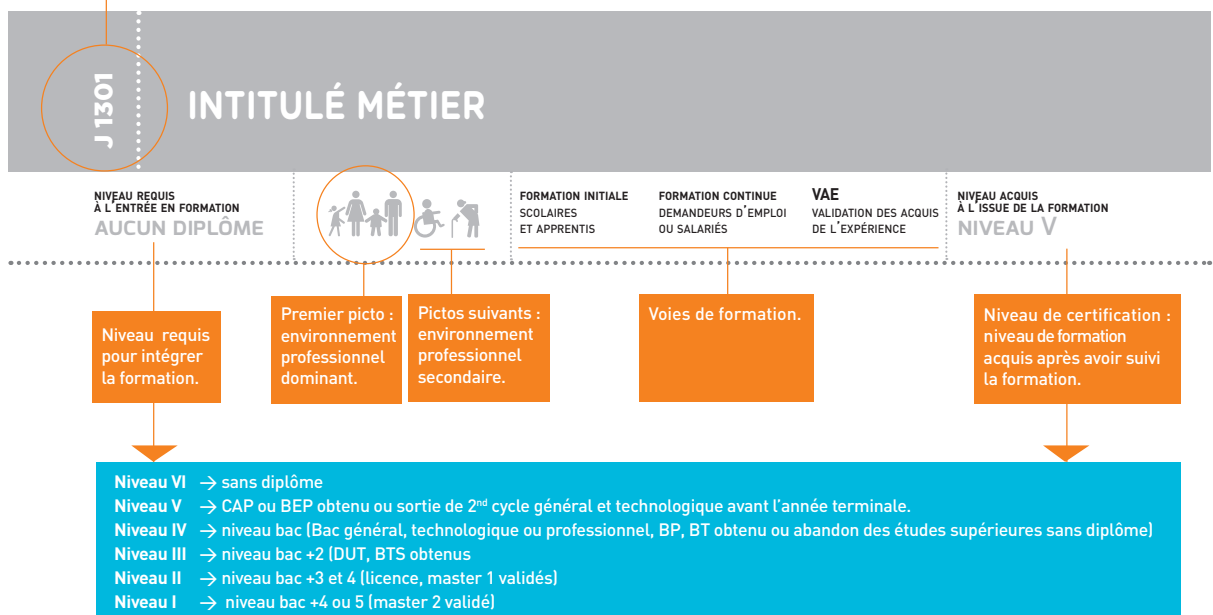 J 1301
INTITULÉ MÉTIER
NIVEAU REQUIS
À L'ENTRÉE EN FORMATION
AUCUN DIPLÔME
FORMATION INITIALE
SCOLAIRES
ET APPRENTIS
FORMATION CONTINUE
DEMANDEURS D'EMPLOI
OU SALARIÉS
VAE
VALIDATION DES ACQUIS
DE L'EXPÉRIENCE
NIVEAU ACQUIS
À L'ISSUE DE LA FORMATION
NIVEAU V
Niveau requis
pour intégrer
la formation.
Premier picto :
environnement
professionnel
dominant.
Pictos suivants :
environnement
professionnel
secondaire.
Voies de formation.
Niveau de certification :
niveau de formation
acquis après avoir suivi
la formation.
Niveau VI → sans diplôme
Niveau V → CAP ou BEP obtenu ou sortie de 2nd cycle général et technologique avant l'année terminale.
Niveau IV → niveau bac (Bac général, technologique ou professionnel, BP, BT obtenu ou abandon des études supérieures sans diplôme)
Niveau III → niveau bac +2 (DUT, BTS obtenus
Niveau II → niveau bac +3 et 4 (licence, master 1 validés)
Niveau I → niveau bac +4 ou 5 (master 2 validé)